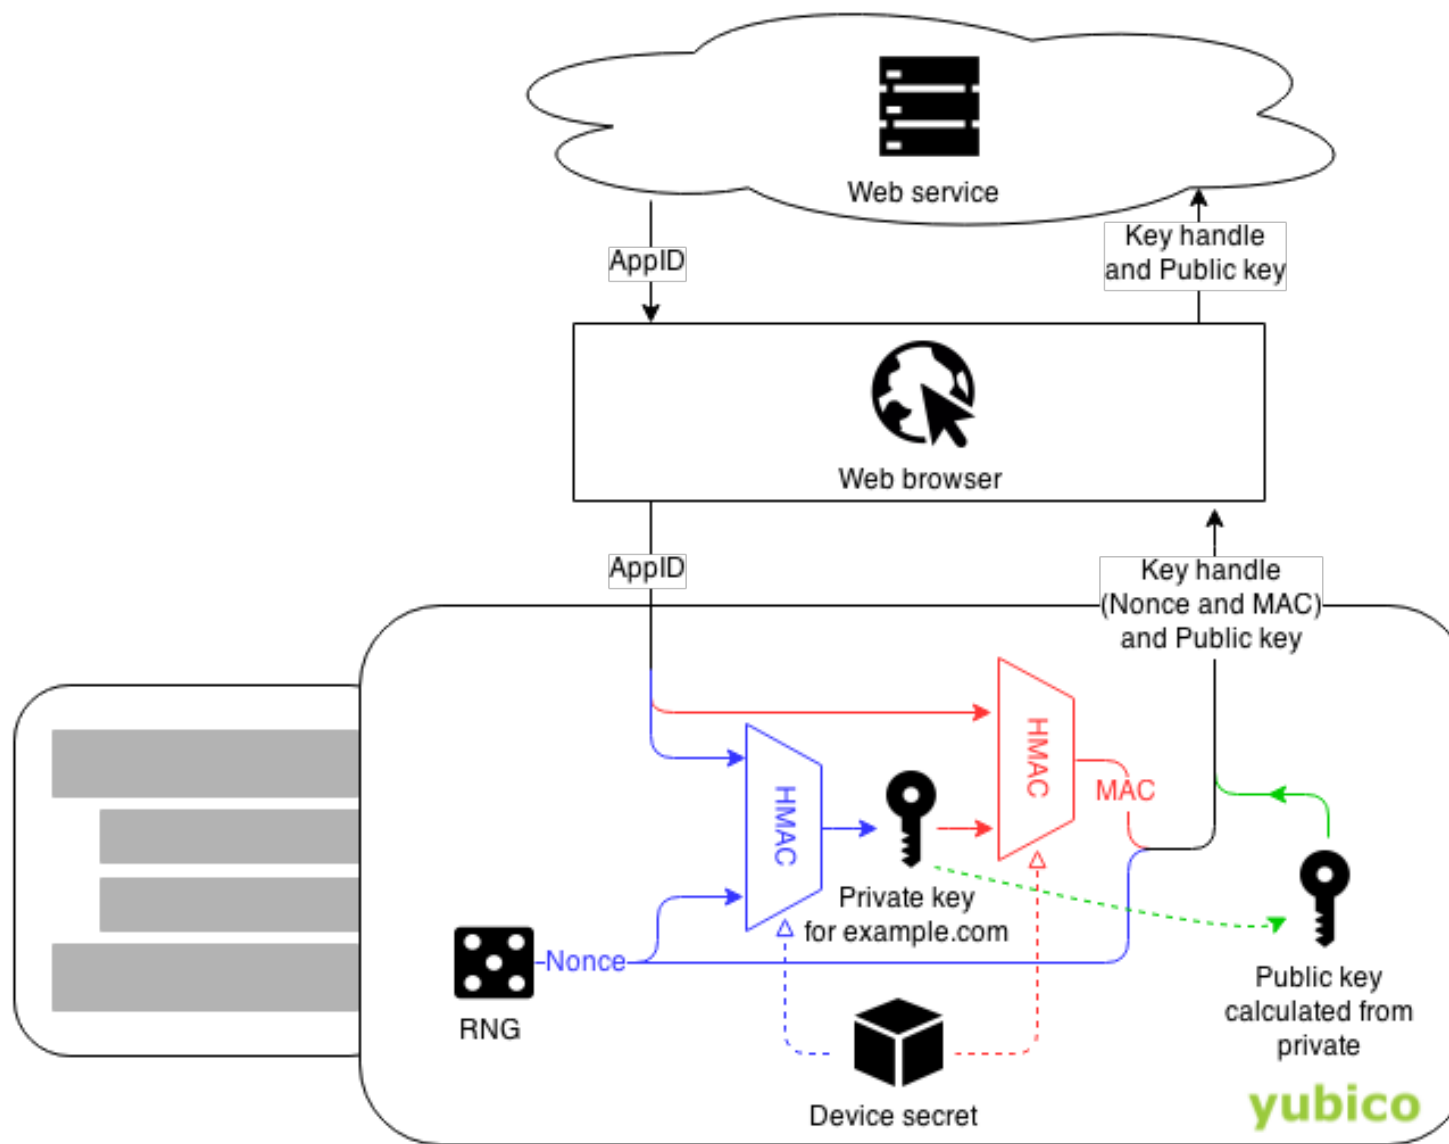 Web service
AppID
Key handle
and Public key
Web browser
AppID
Key handle
(Nonce and MAC)
and Public key
HMAC
HMAC
MAC
Private key
for example.com
Nonce
RNG
Public key
calculated from
private
Device secret
yubico